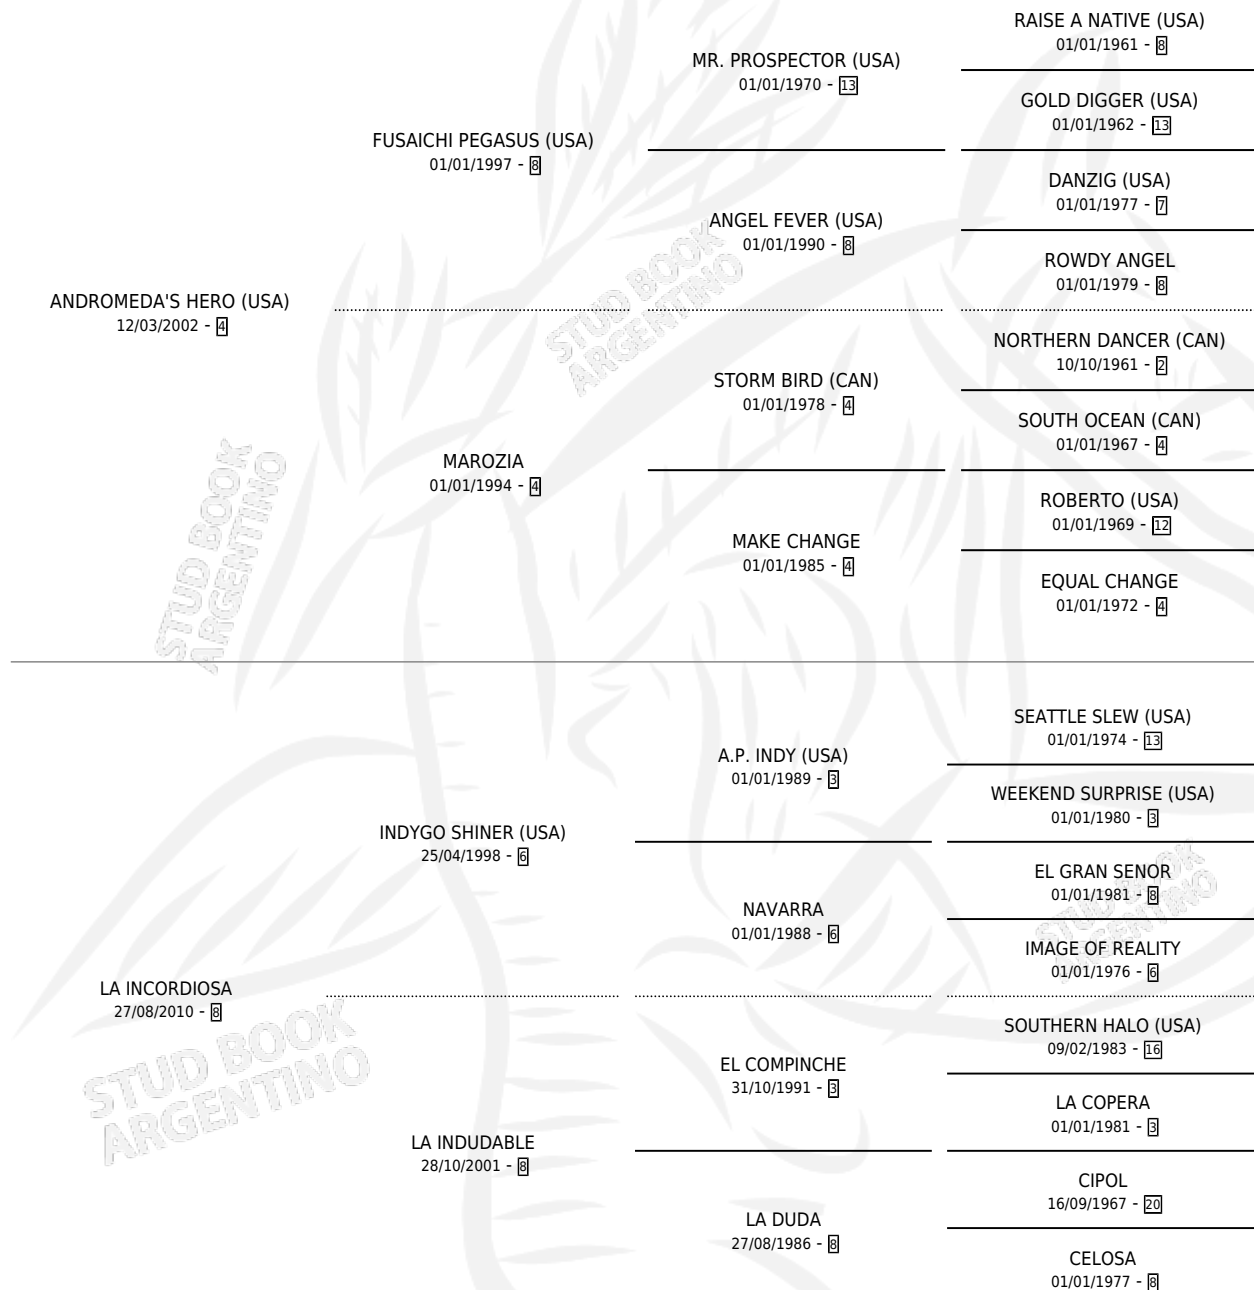 RAISE A NATIVE (USA)
01/01/1961 - 8
MR. PROSPECTOR (USA)
01/01/1970 - 13
GOLD DIGGER (USA)
01/01/1962 - 13
FUSAICHI PEGASUS (USA)
01/01/1997 - 8
DANZIG (USA)
01/01/1977 - 7
ANGEL FEVER (USA)
01/01/1990 - 8
ROWDY ANGEL
01/01/1979 - 8
ANDROMEDA'S HERO (USA)
12/03/2002 - 4
NORTHERN DANCER (CAN)
10/10/1961 - 2
STORM BIRD (CAN)
01/01/1978 - 4
SOUTH OCEAN (CAN)
01/01/1967 - 4
MAROZIA
01/01/1994 - 4
ROBERTO (USA)
01/01/1969 - 12
MAKE CHANGE
01/01/1985 - 4
EQUAL CHANGE
01/01/1972 - 4
SEATTLE SLEW (USA)
01/01/1974 - 13
A.P. INDY (USA)
01/01/1989 - 3
WEEKEND SURPRISE (USA)
01/01/1980 - 3
INDYGO SHINER (USA)
25/04/1998 - 6
EL GRAN SENOR
01/01/1981 - 8
NAVARRA
01/01/1988 - 6
IMAGE OF REALITY
01/01/1976 - 6
LA INCORDIOSA
27/08/2010 - 8
SOUTHERN HALO (USA)
09/02/1983 - 16
EL COMPINCHE
31/10/1991 - 3
LA COPERA
01/01/1981 - 3
LA INDUDABLE
28/10/2001 - 8
CIPOL
16/09/1967 - 20
LA DUDA
27/08/1986 - 8
CELOSA
01/01/1977 - 8
STUD BOOK
ARGENTINO
STUD BOOK
ARGENTINO
STUD BOOK
ARGENTINO
STUD BOOK
ARGENTINO